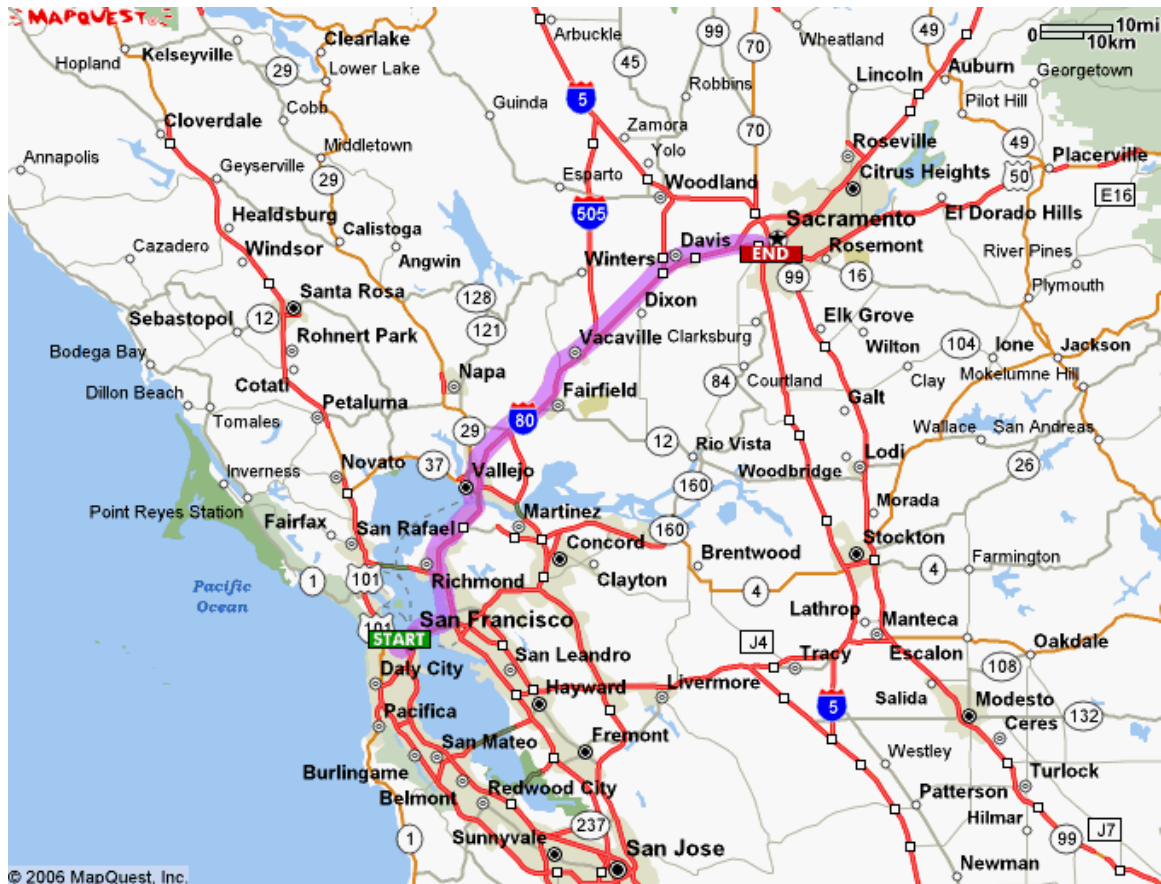 MAPQUEST
Hopland
Kelseyville
Clearlake
Lower Lake
29
Cobb
Cloverdale
Middletown
Annapolis
Geyserville
29
Healdsburg
Calistoga
Cazadero
Windsor
Angwin
Santa Rosa
Sebastopol
12
Rohnert Park
128
121
Bodega Bay
Cotati
Napa
Dillon Beach
Petaluma
Tomales
29
Inverness
Novato
37
Vallejo
Point Reyes Station
Fairfax
San Rafael
1
101
Richmond
Pacific
Ocean
101
START
San Francisco
Daly City
Pacifica
San Mateo
Burlingame
Belmont
Redwood City
1
Sunnyvale
237
San Jose
Arbuckle
45
99
70
Wheatland
49
0
10mi
10km
Lincoln
Auburn
Georgetown
5
Robbins
Guinda
Pilot Hill
Zamora
70
Yolo
Roseville
49
Placerville
Esparto
Woodland
Citrus Heights
50
E16
505
Sacramento
El Dorado Hills
Winters
Davis
END
Rosemont
River Pines
99
16
Plymouth
Dixon
Clarksburg
Elk Grove
Wilton
104
Ione
Jackson
Vacaville
84
Courtland
Clay
Mokelumne Hill
Fairfield
Galt
80
12
Rio Vista
Wallace
San Andreas
Woodbridge
Lodi
26
160
Morada
Martinez
160
Stockton
Concord
Brentwood
Farmington
Clayton
4
4
Lathrop
Manteca
J4
Oakdale
San Leandro
Tracy
Escalon
108
Hayward
Livermore
Salida
Modesto
5
132
Fremont
Ceres
Westley
Turlock
Patterson
Hilmar
99
J7
Newman
© 2006 MapQuest, Inc.